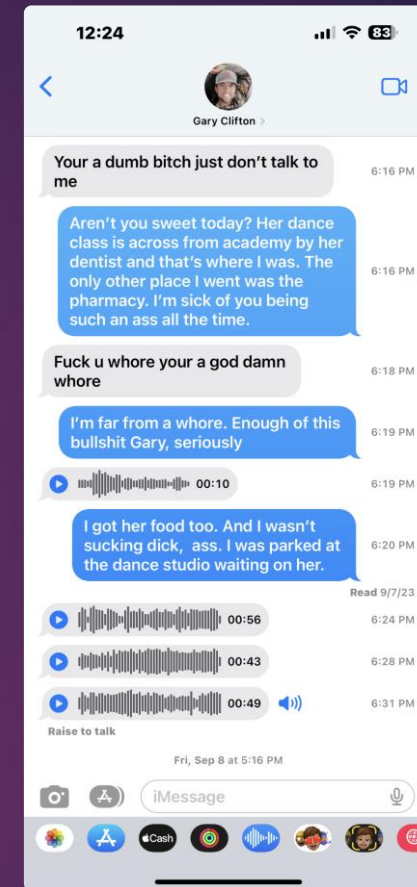 12:24
83
Gary Clifton
Your a dumb bitch just don't talk to
me
6:16 PM
Aren't you sweet today? Her dance
class is across from academy by her
dentist and that's where I was. The
only other place I went was the
pharmacy. I'm sick of you being
such an ass all the time.
6:16 PM
Fuck u whore your a god damn
whore
6:18 PM
I'm far from a whore. Enough of this
bullshit Gary, seriously
6:19 PM
00:10
6:19 PM
I got her food too. And I wasn't
sucking dick,  ass. I was parked at
the dance studio waiting on her.
6:20 PM
Read 9/7/23
00:56
6:24 PM
00:43
6:28 PM
00:49
6:31 PM
Raise to talk
Fri, Sep 8 at 5:16 PM
iMessage
Cash